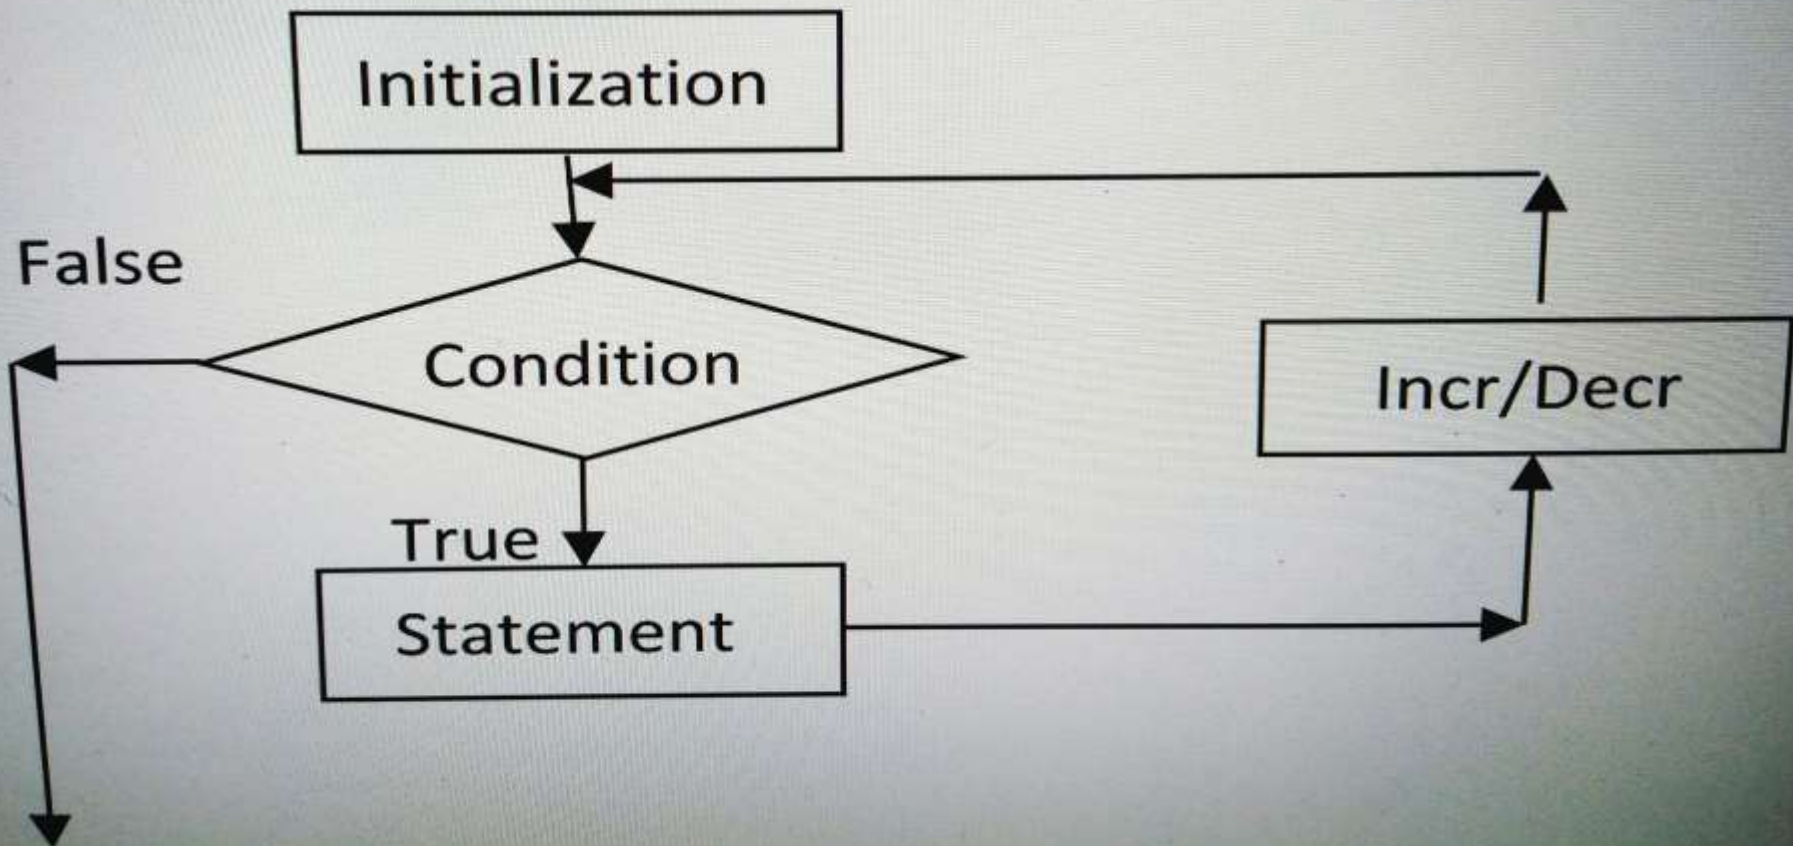 Initialization
False
Condition
Incr/Decr
True
Statement